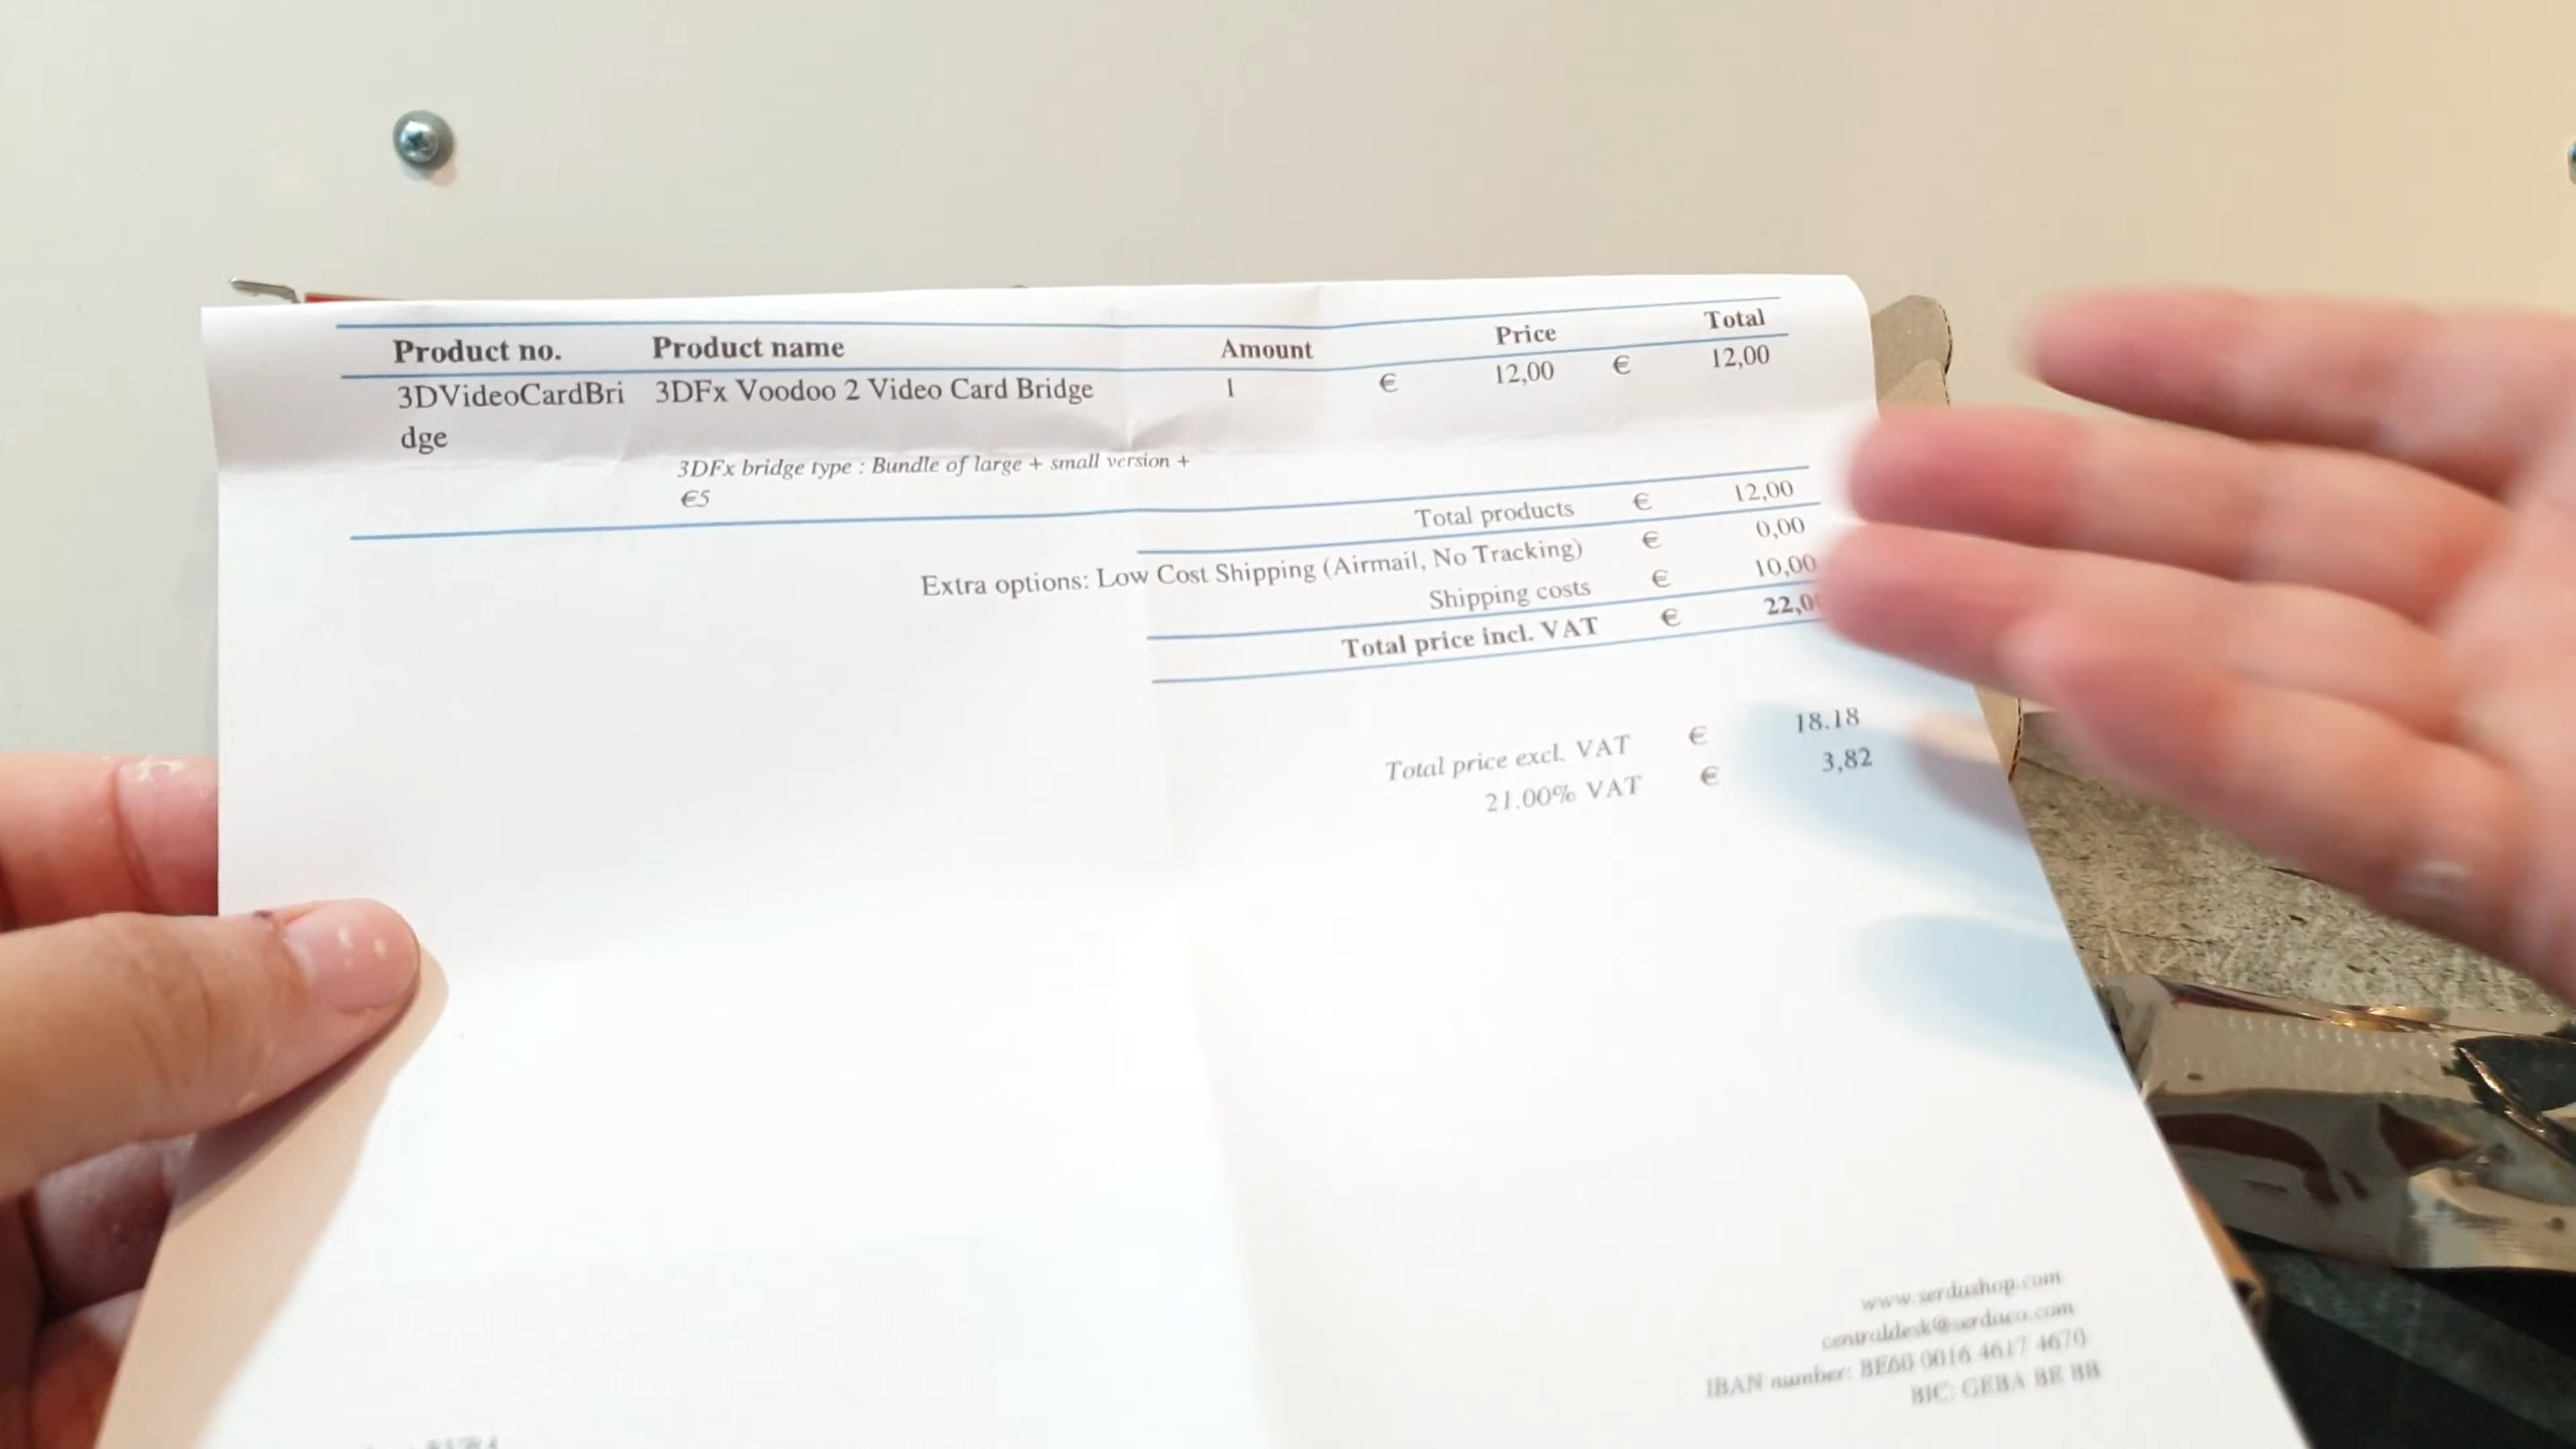 Product no. Product name Amount Price Total
3DVideoCardBri 3DFx Voodoo 2 Video Card Bridge 1 € 12,00 € 12,00
dge
3DFx bridge type : Bundle of large + small version +
€5
Total products € 12,00
Extra options: Low Cost Shipping (Airmail, No Tracking) € 0,00
Shipping costs € 10,00
Total price incl. VAT € 22,0
Total price excl. VAT € 18.18
21.00% VAT € 3,82
www.serdashop.com
centraldesk@serdaco.com
IBAN number: BE60 0016 4617 4670
BIC: GEBA BE BB